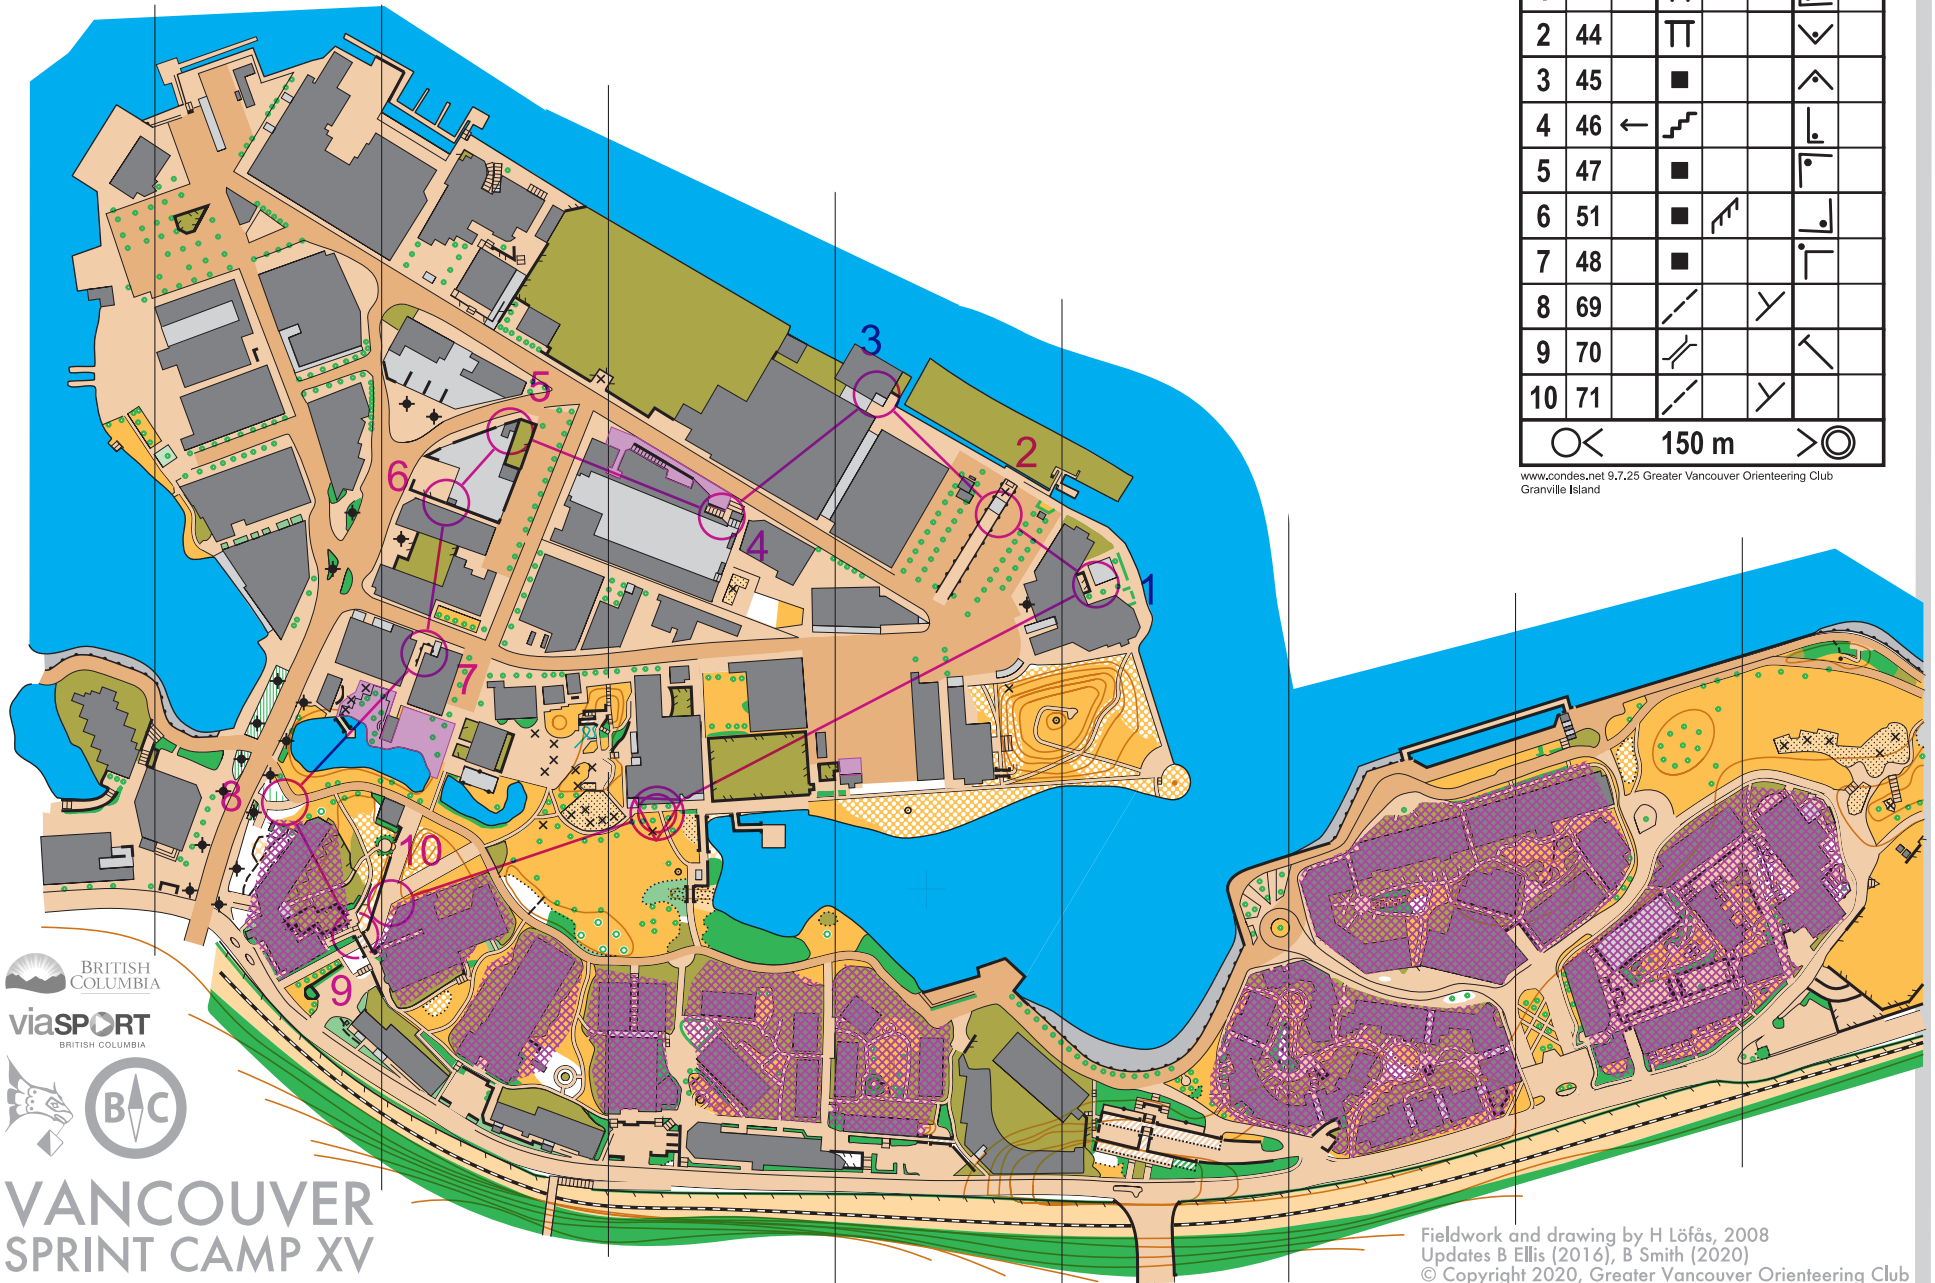 2 44
3 45
4 46
5 47
6 51
7 48
8 69
9 70
10 71
150 m
www.condes.net 9.7.25 Greater Vancouver Orienteering Club
Granville Island
3
5
2
6
4
1
7
8
10
9
BRITISH
COLUMBIA
viaSPORT
BRITISH COLUMBIA
BC
VANCOUVER
SPRINT CAMP XV
Fieldwork and drawing by H Löfås, 2008
Updates B Ellis (2016), B Smith (2020)
© Copyright 2020, Greater Vancouver Orienteering Club